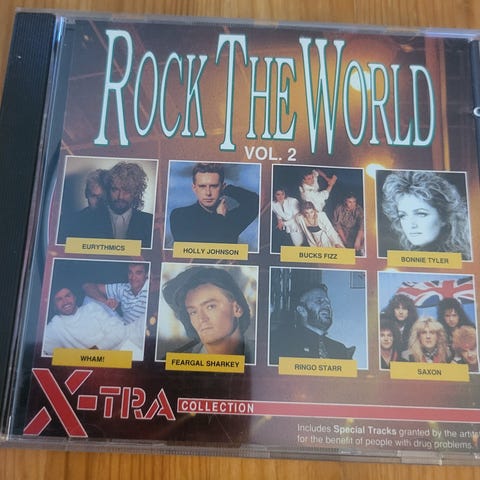 ROCK THE WORLD
VOL. 2
EURYTHMICS
HOLLY JOHNSON
BUCKS FIZZ
BONNIE TYLER
WHAM!
FEARGAL SHARKEY
RINGO STARR
SAXON
X-TRA COLLECTION
Includes Special Tracks granted by the artist
for the benefit of people with drug problems.